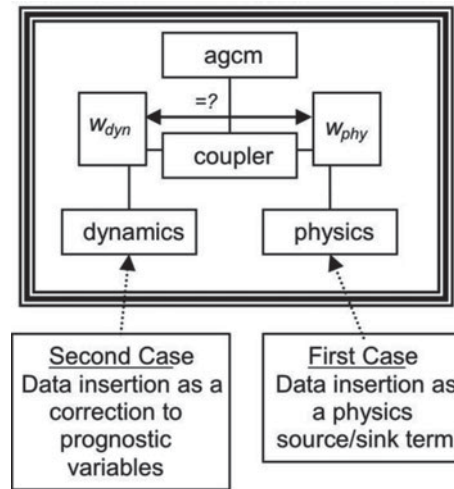 agcm
=?
w_dyn
w_phy
coupler
dynamics
physics
Second Case
Data insertion as a
correction to
prognostic
variables
First Case
Data insertion as
a physics
source/sink term